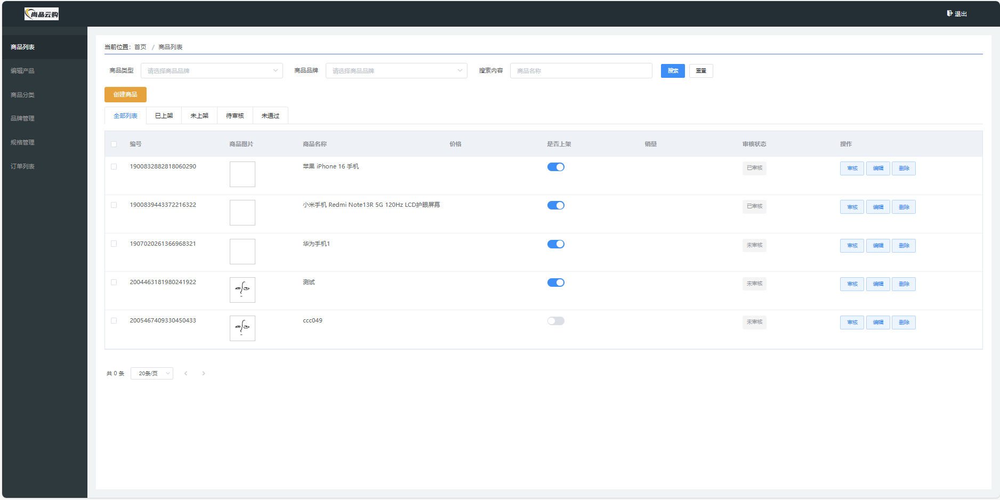 尚品云购
退出
商品列表
编辑产品
商品分类
品牌管理
规格管理
订单列表
当前位置：首页 / 商品列表
商品类型 请选择商品品牌 商品品牌 请选择商品品牌 搜索内容 商品名称 搜索 重置
创建商品
全部列表 已上架 未上架 待审核 未通过
编号 商品图片 商品名称 价格 是否上架 销量 审核状态 操作
1900832882818060290 苹果 iPhone 16 手机 已审核 审核 编辑 删除
1900839443372216322 小米手机 Redmi Note13R 5G 120Hz LCD护眼屏幕 已审核 审核 编辑 删除
1907020261366968321 华为手机1 未审核 审核 编辑 删除
2004463181980241922 测试 未审核 审核 编辑 删除
2005467409330450433 ccc049 未审核 审核 编辑 删除
共 0 条 20条/页